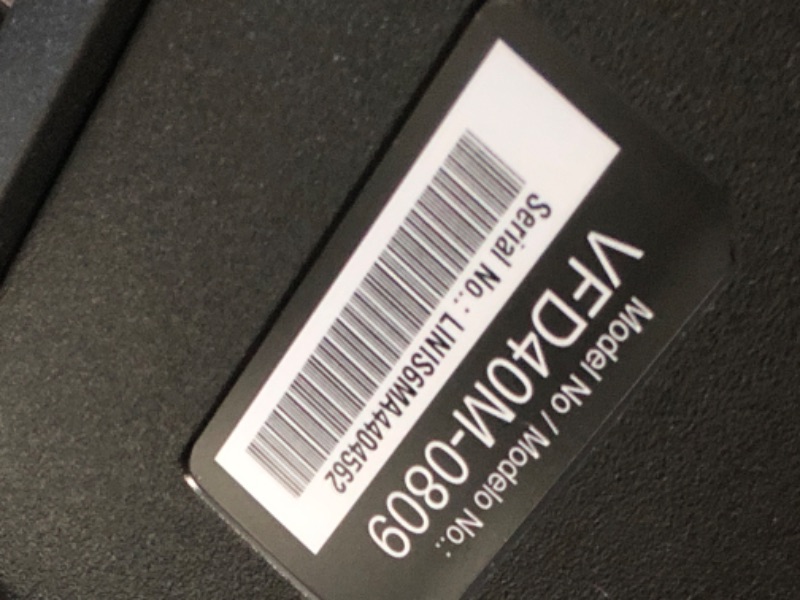 Model No / Modelo No.:
VFD40M-0809
Serial No.: LINIS6MA4404562